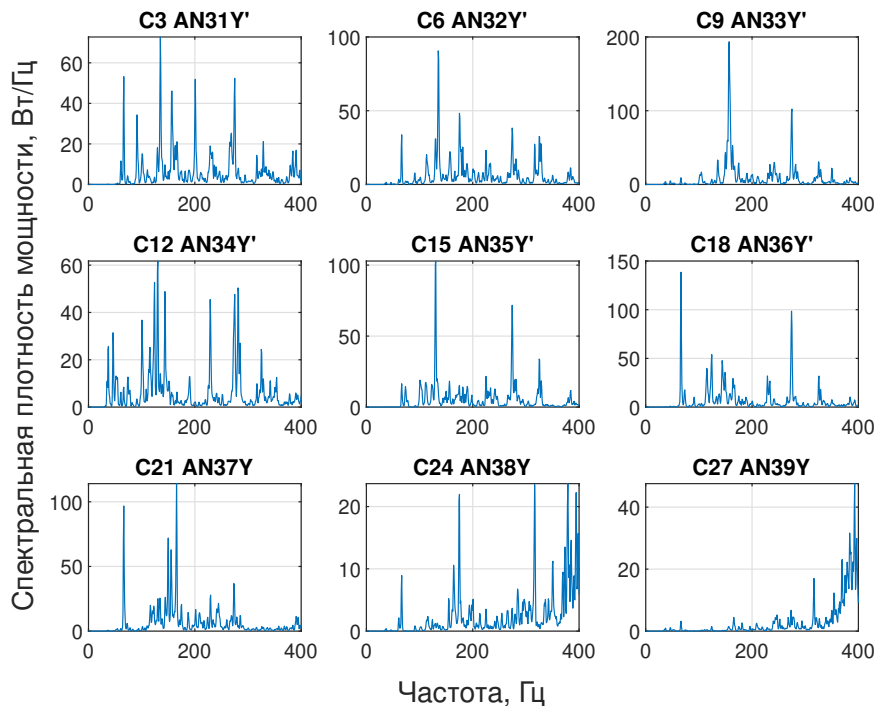 Спектральная плотность мощности, Вт/Гц
C3 AN31Y'
60
40
20
0
0 200 400
C6 AN32Y'
100
50
0
0 200 400
C9 AN33Y'
200
100
0
0 200 400
C12 AN34Y'
60
40
20
0
0 200 400
C15 AN35Y'
100
50
0
0 200 400
C18 AN36Y'
150
100
50
0
0 200 400
C21 AN37Y
100
50
0
0 200 400
C24 AN38Y
20
10
0
0 200 400
C27 AN39Y
40
20
0
0 200 400
Частота, Гц